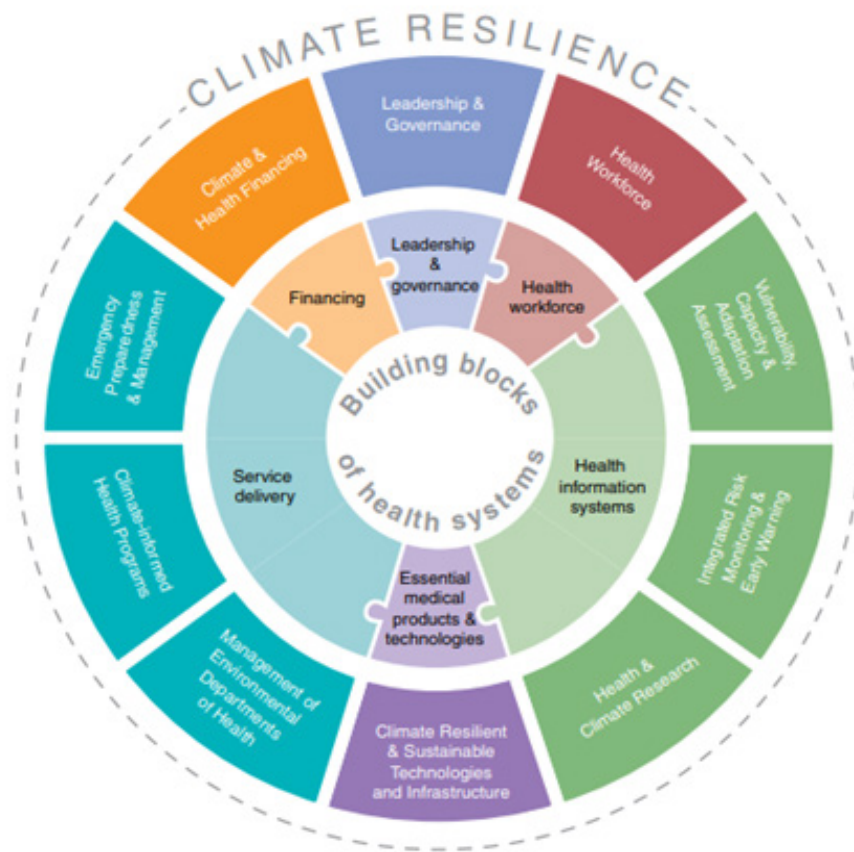 CLIMATE RESILIENCE
Leadership &
Governance
Health
Workforce
Vulnerability,
Capacity &
Adaptation
Assessment
Integrated Risk
Monitoring &
Early Warning
Health &
Climate Research
Climate Resilient
& Sustainable
Technologies
and Infrastructure
Management of
Environmental
Departments
of Health
Climate-informed
Health Programs
Emergency
Preparedness
& Management
Climate &
Health Financing
Leadership
&
governance
Health
workforce
Health
information
systems
Essential
medical
products &
technologies
Service
delivery
Financing
Building blocks
of health systems